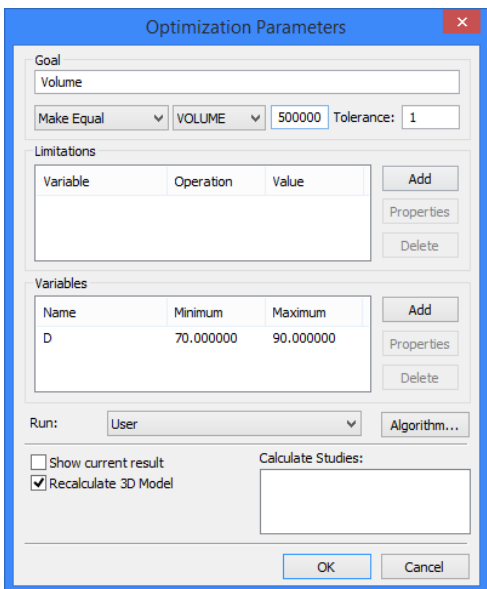 Optimization Parameters
Goal
Volume
Make Equal VOLUME 500000 Tolerance: 1
Limitations
Variable Operation Value
Add
Properties
Delete
Variables
Name Minimum Maximum
D 70.000000 90.000000
Add
Properties
Delete
Run: User Algorithm...
Show current result
Recalculate 3D Model
Calculate Studies:
OK Cancel